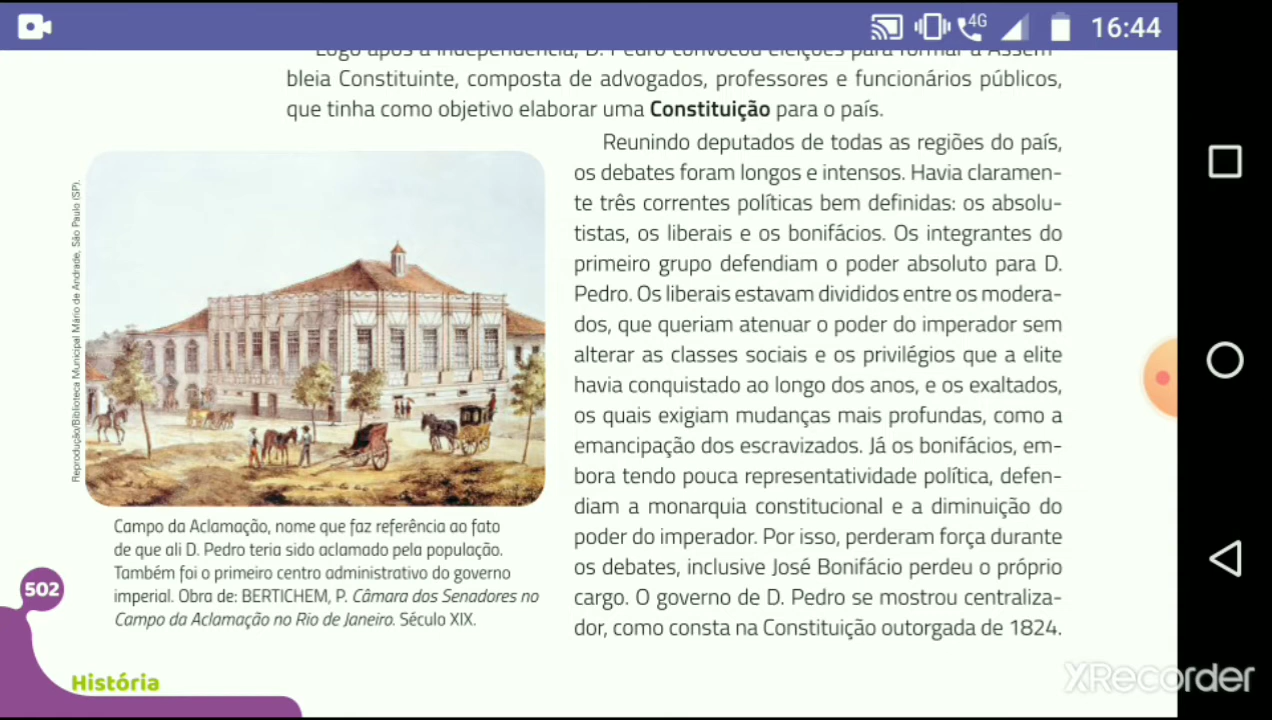 16:44
4G
Logo após a independência, D. Pedro convocou eleições para formar a Assem-
bleia Constituinte, composta de advogados, professores e funcionários públicos,
que tinha como objetivo elaborar uma Constituição para o país.
Reunindo deputados de todas as regiões do país,
os debates foram longos e intensos. Havia claramen-
te três correntes políticas bem definidas: os absolu-
tistas, os liberais e os bonifácios. Os integrantes do
primeiro grupo defendiam o poder absoluto para D.
Pedro. Os liberais estavam divididos entre os modera-
dos, que queriam atenuar o poder do imperador sem
alterar as classes sociais e os privilégios que a elite
havia conquistado ao longo dos anos, e os exaltados,
os quais exigiam mudanças mais profundas, como a
emancipação dos escravizados. Já os bonifácios, em-
bora tendo pouca representatividade política, defen-
diam a monarquia constitucional e a diminuição do
poder do imperador. Por isso, perderam força durante
os debates, inclusive José Bonifácio perdeu o próprio
cargo. O governo de D. Pedro se mostrou centraliza-
dor, como consta na Constituição outorgada de 1824.
Reprodução/Biblioteca Municipal Mário de Andrade, São Paulo (SP).
Campo da Aclamação, nome que faz referência ao fato
de que ali D. Pedro teria sido aclamado pela população.
Também foi o primeiro centro administrativo do governo
imperial. Obra de: BERTICHEM, P. Câmara dos Senadores no
Campo da Aclamação no Rio de Janeiro. Século XIX.
502
História
XRecorder